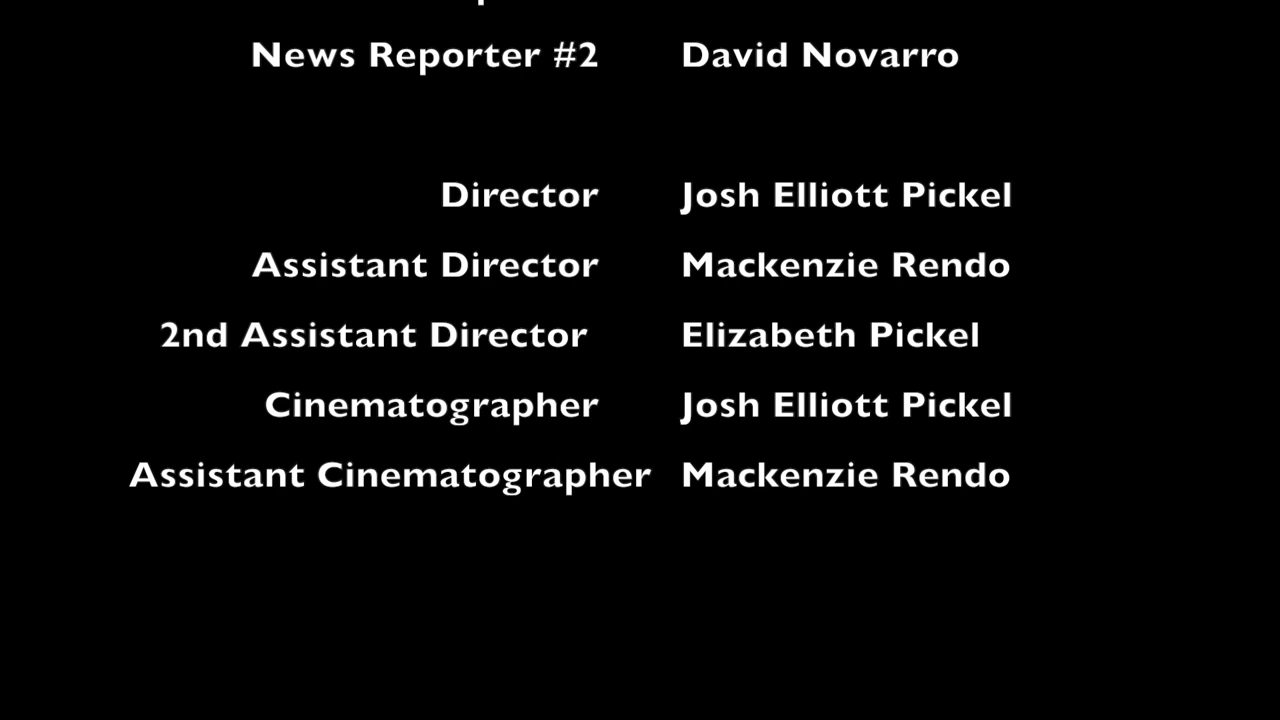 News Reporter #2 David Novarro
Director Josh Elliott Pickel
Assistant Director Mackenzie Rendo
2nd Assistant Director Elizabeth Pickel
Cinematographer Josh Elliott Pickel
Assistant Cinematographer Mackenzie Rendo